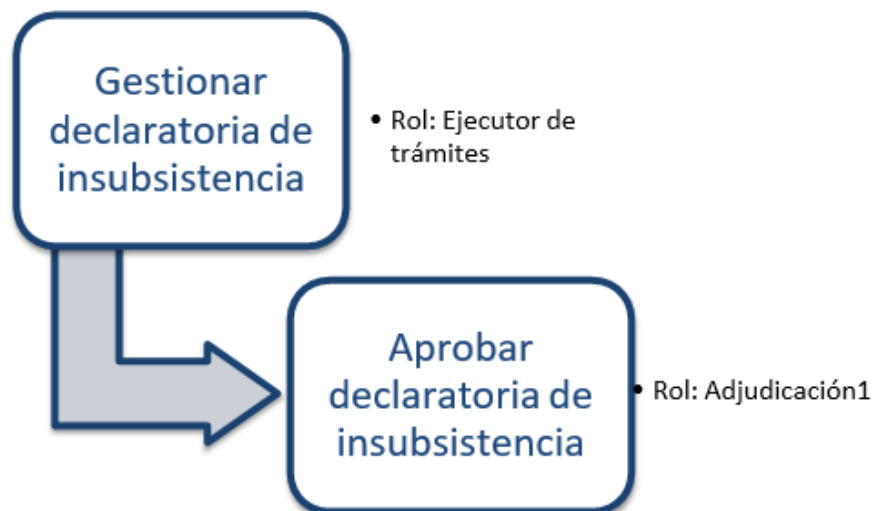 Gestionar
declaratoria de
insubsistencia
• Rol: Ejecutor de
trámites
Aprobar
declaratoria de
insubsistencia
• Rol: Adjudicación1